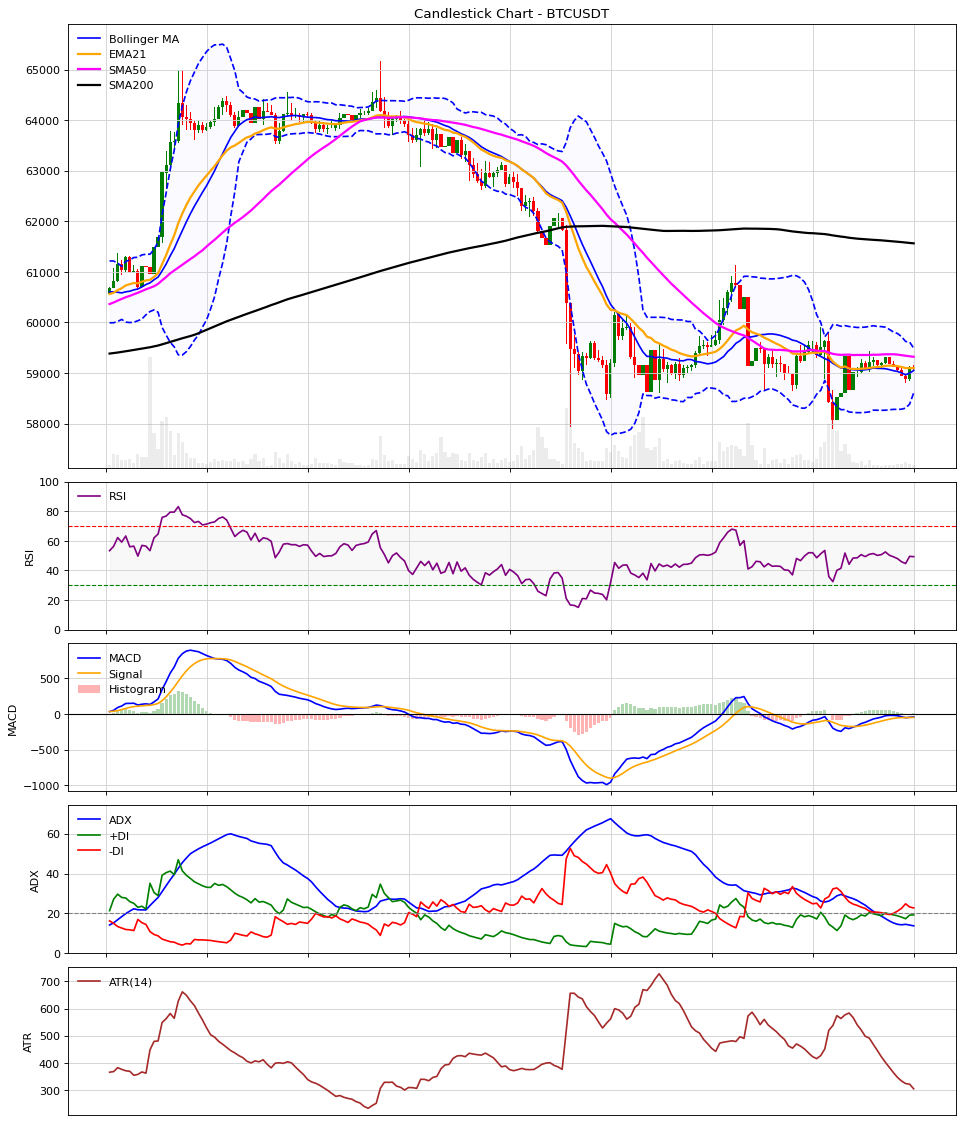 Candlestick Chart - BTCUSDT
Bollinger MA
EMA21
SMA50
SMA200
65000
64000
63000
62000
61000
60000
59000
58000
RSI
100
80
60
40
20
0
RSI
MACD
Signal
Histogram
500
0
−500
−1000
MACD
ADX
+DI
-DI
60
40
20
0
ADX
ATR(14)
700
600
500
400
300
ATR